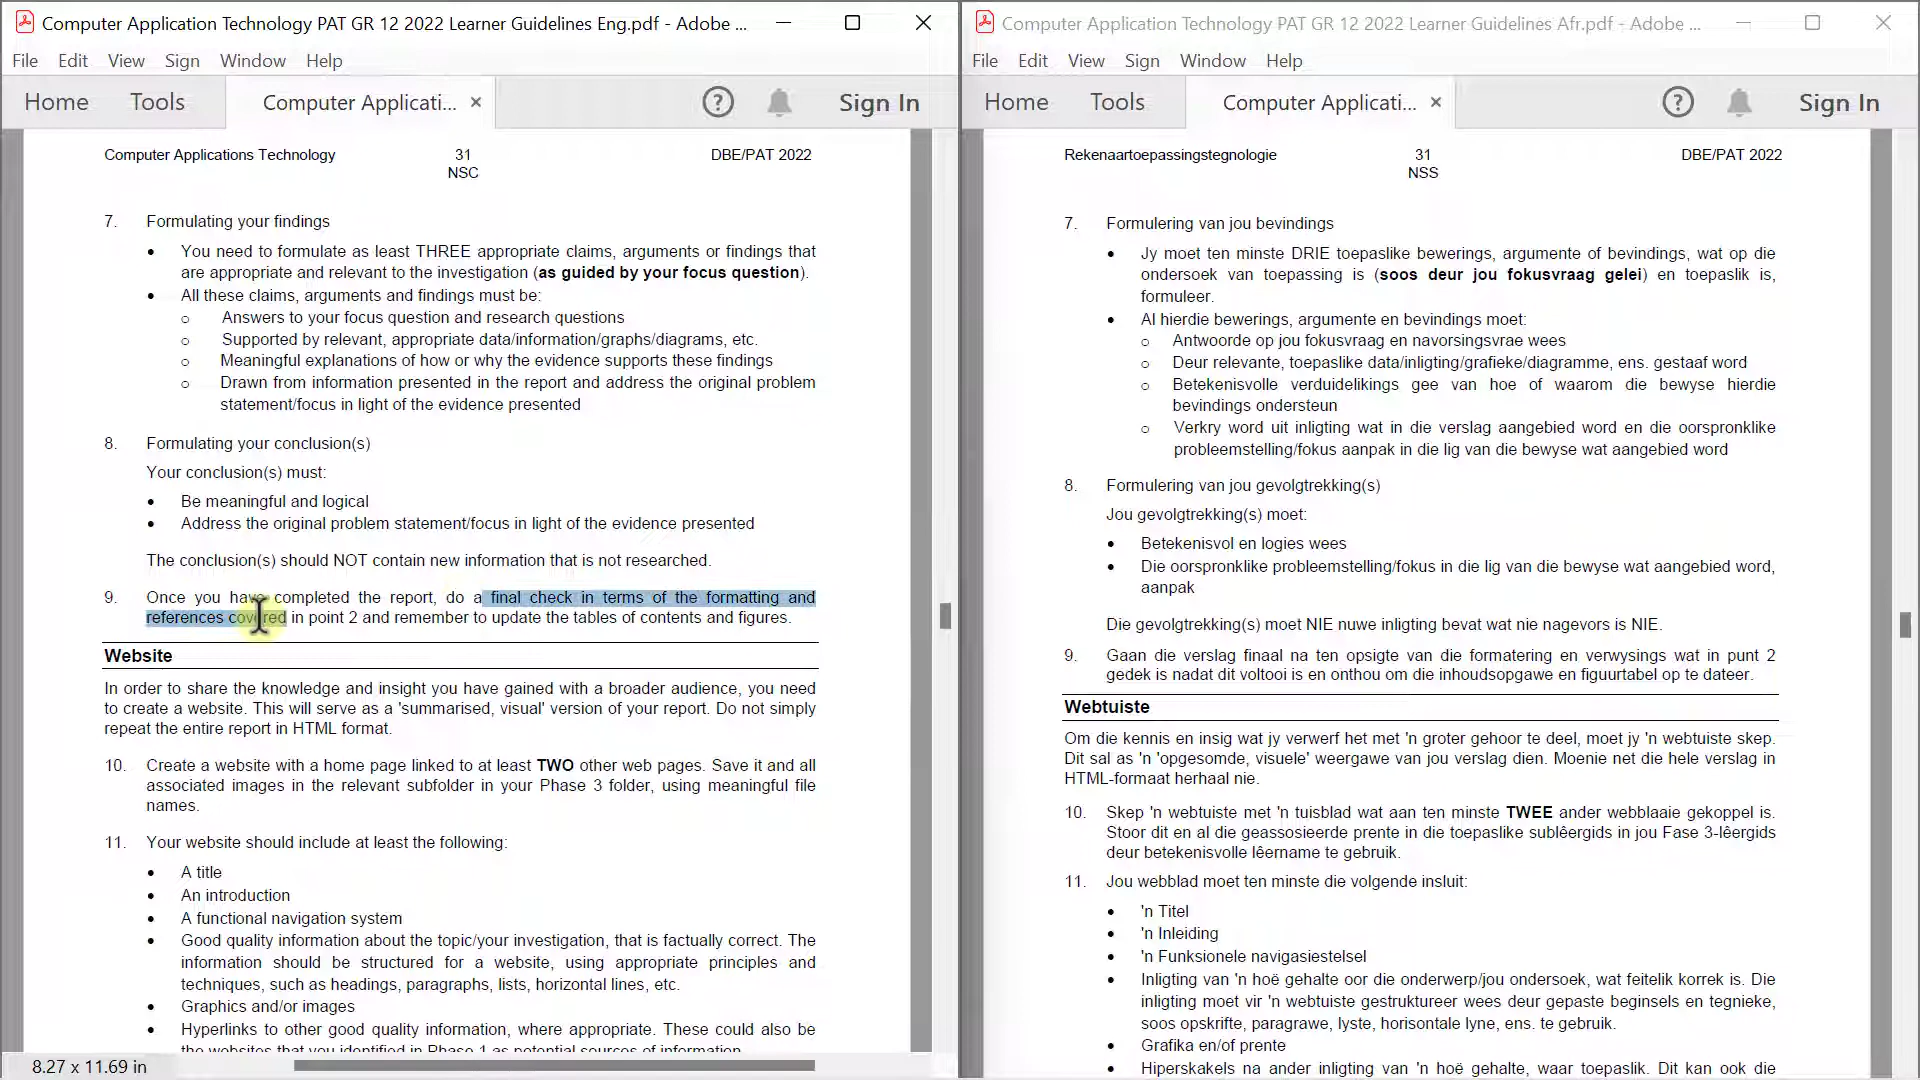 Computer Application Technology PAT GR 12 2022 Learner Guidelines Eng.pdf - Adobe ...
File Edit View Sign Window Help
Home Tools Computer Applicati... × ? Sign In
Computer Applications Technology 31 DBE/PAT 2022
NSC
7. Formulating your findings
• You need to formulate as least THREE appropriate claims, arguments or findings that
are appropriate and relevant to the investigation (as guided by your focus question).
• All these claims, arguments and findings must be:
o Answers to your focus question and research questions
o Supported by relevant, appropriate data/information/graphs/diagrams, etc.
o Meaningful explanations of how or why the evidence supports these findings
o Drawn from information presented in the report and address the original problem
statement/focus in light of the evidence presented
8. Formulating your conclusion(s)
Your conclusion(s) must:
• Be meaningful and logical
• Address the original problem statement/focus in light of the evidence presented
The conclusion(s) should NOT contain new information that is not researched.
9. Once you have completed the report, do a final check in terms of the formatting and
references covered in point 2 and remember to update the tables of contents and figures.
Website
In order to share the knowledge and insight you have gained with a broader audience, you need
to create a website. This will serve as a 'summarised, visual' version of your report. Do not simply
repeat the entire report in HTML format.
10. Create a website with a home page linked to at least TWO other web pages. Save it and all
associated images in the relevant subfolder in your Phase 3 folder, using meaningful file
names.
11. Your website should include at least the following:
• A title
• An introduction
• A functional navigation system
• Good quality information about the topic/your investigation, that is factually correct. The
information should be structured for a website, using appropriate principles and
techniques, such as headings, paragraphs, lists, horizontal lines, etc.
• Graphics and/or images
• Hyperlinks to other good quality information, where appropriate. These could also be
the websites that you identified in Phase 1 as potential sources of information.
8.27 x 11.69 in
Computer Application Technology PAT GR 12 2022 Learner Guidelines Afr.pdf - Adobe ...
File Edit View Sign Window Help
Home Tools Computer Applicati... × ? Sign In
Rekenaartoepassingstegnologie 31 DBE/PAT 2022
NSS
7. Formulering van jou bevindings
• Jy moet ten minste DRIE toepaslike bewerings, argumente of bevindings, wat op die
ondersoek van toepassing is (soos deur jou fokusvraag gelei) en toepaslik is,
formuleer.
• Al hierdie bewerings, argumente en bevindings moet:
o Antwoorde op jou fokusvraag en navorsingsvrae wees
o Deur relevante, toepaslike data/inligting/grafieke/diagramme, ens. gestaaf word
o Betekenisvolle verduidelikings gee van hoe of waarom die bewyse hierdie
bevindings ondersteun
o Verkry word uit inligting wat in die verslag aangebied word en die oorspronklike
probleemstelling/fokus aanpak in die lig van die bewyse wat aangebied word
8. Formulering van jou gevolgtrekking(s)
Jou gevolgtrekking(s) moet:
• Betekenisvol en logies wees
• Die oorspronklike probleemstelling/fokus in die lig van die bewyse wat aangebied word,
aanpak
Die gevolgtrekking(s) moet NIE nuwe inligting bevat wat nie nagevors is NIE.
9. Gaan die verslag finaal na ten opsigte van die formatering en verwysings wat in punt 2
gedek is nadat dit voltooi is en onthou om die inhoudsopgawe en figuurtabel op te dateer.
Webtuiste
Om die kennis en insig wat jy verwerf het met 'n groter gehoor te deel, moet jy 'n webtuiste skep.
Dit sal as 'n 'opgesomde, visuele' weergawe van jou verslag dien. Moenie net die hele verslag in
HTML-formaat herhaal nie.
10. Skep 'n webtuiste met 'n tuisblad wat aan ten minste TWEE ander webblaaie gekoppel is.
Stoor dit en al die geassosieerde prente in die toepaslike sublêergids in jou Fase 3-lêergids
deur betekenisvolle lêername te gebruik.
11. Jou webblad moet ten minste die volgende insluit:
• 'n Titel
• 'n Inleiding
• 'n Funksionele navigasiestelsel
• Inligting van 'n hoë gehalte oor die onderwerp/jou ondersoek, wat feitelik korrek is. Die
inligting moet vir 'n webtuiste gestruktureer wees deur gepaste beginsels en tegnieke,
soos opskrifte, paragrawe, lyste, horisontale lyne, ens. te gebruik.
• Grafika en/of prente
• Hiperskakels na ander inligting van 'n hoë gehalte, waar toepaslik. Dit kan ook die